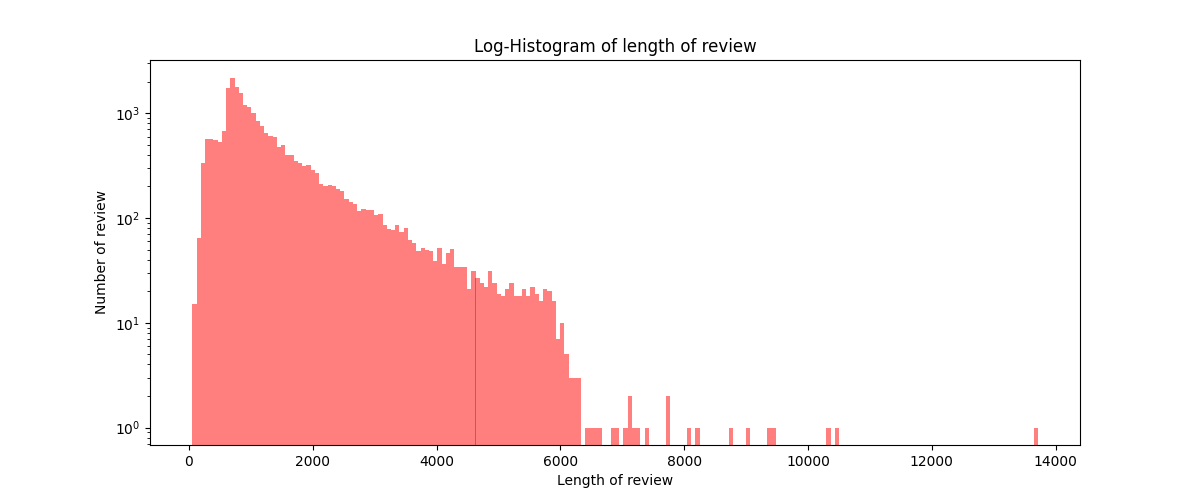 Log-Histogram of length of review
Number of review
10³
10²
10¹
10⁰
0 2000 4000 6000 8000 10000 12000 14000
Length of review